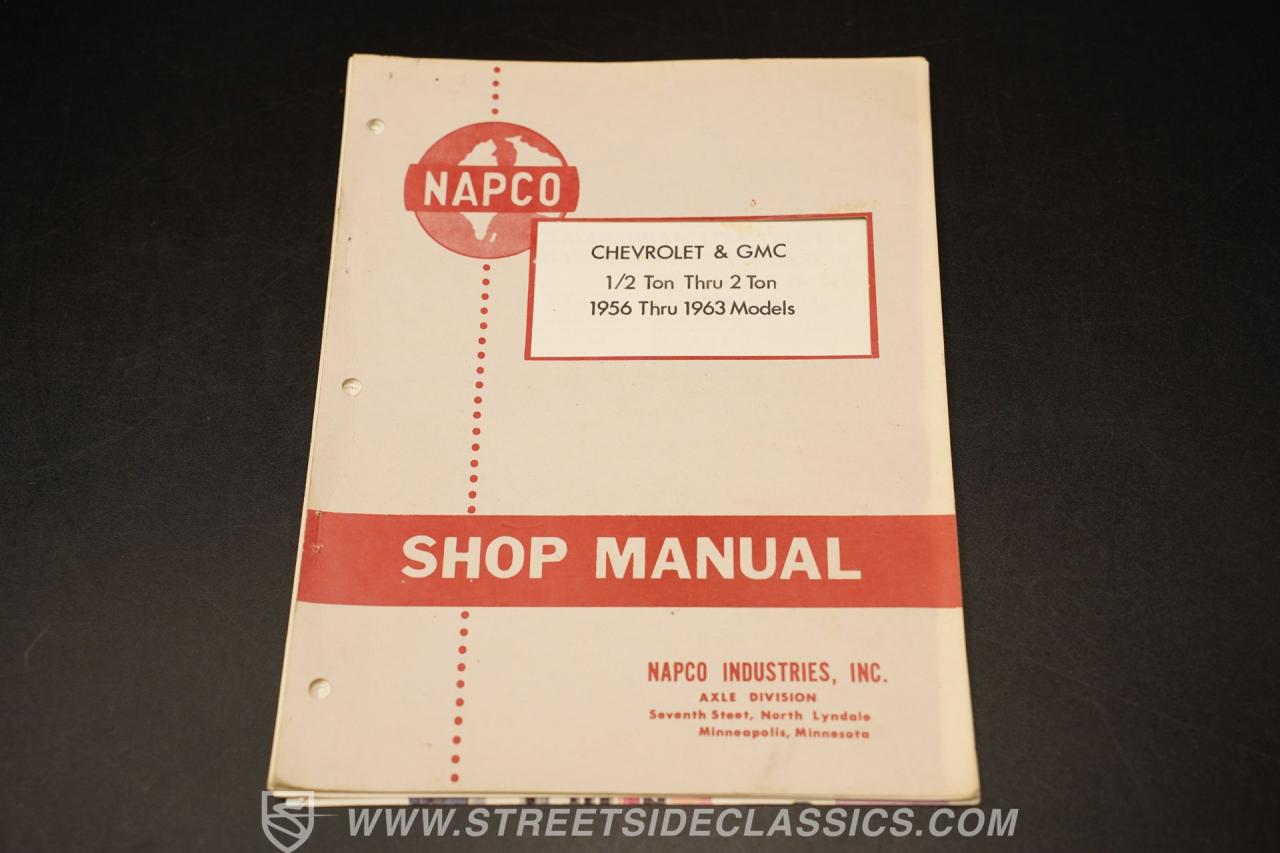 NAPCO
CHEVROLET & GMC
1/2 Ton Thru 2 Ton
1956 Thru 1963 Models
SHOP MANUAL
NAPCO INDUSTRIES, INC.
AXLE DIVISION
Seventh Steet, North Lyndale
Minneapolis, Minnesota
WWW.STREETSIDECLASSICS.COM